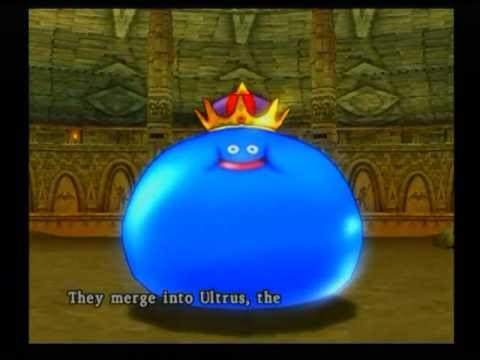 They merge into Ultrus, the